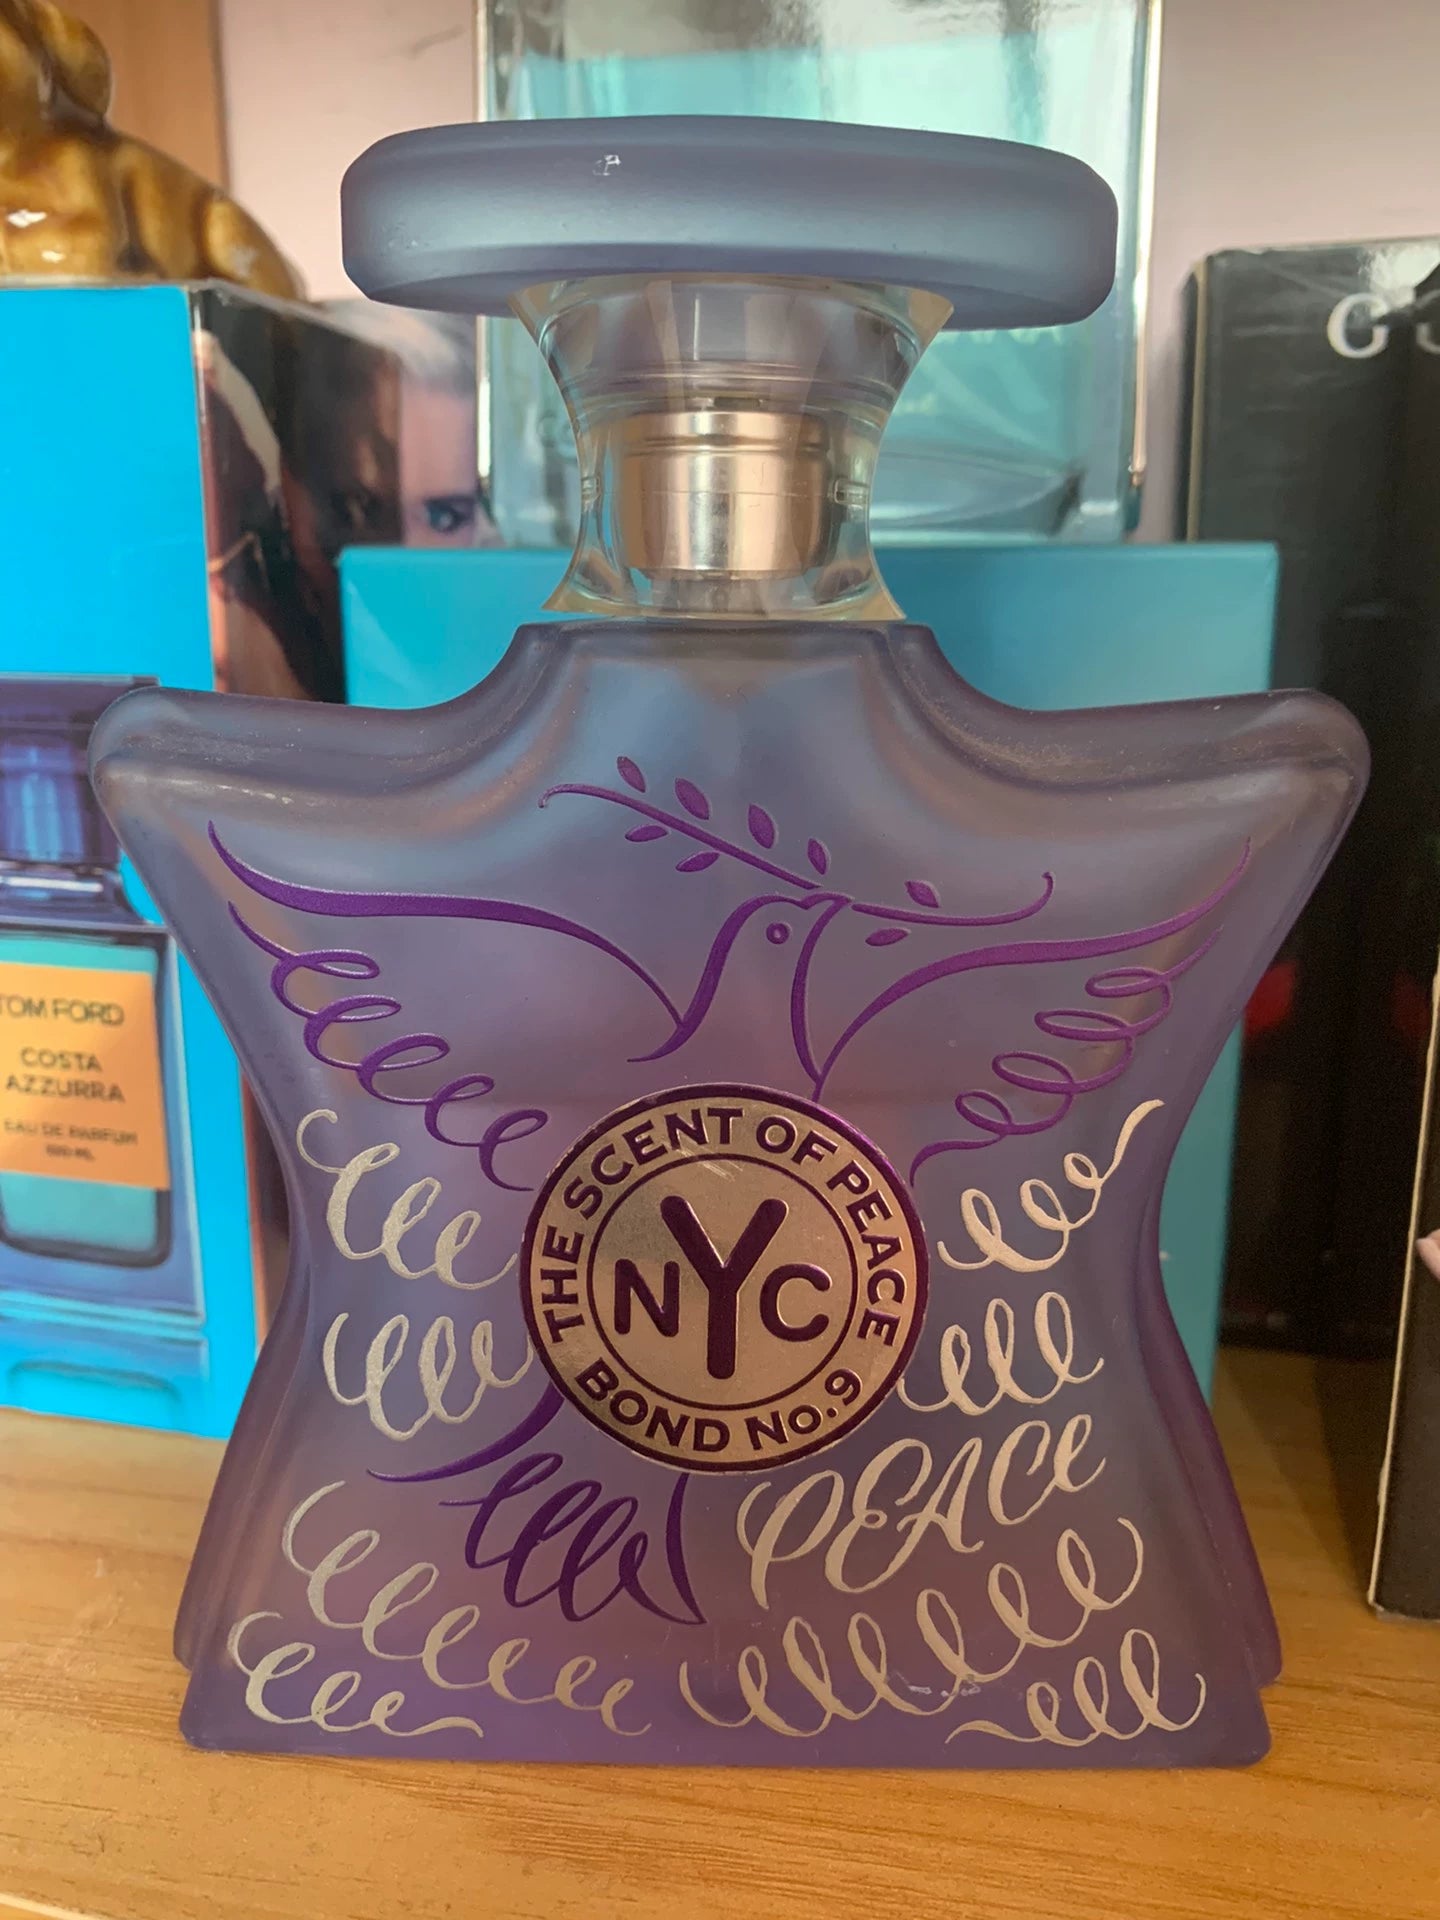 THE SCENT OF PEACE
NYC
BOND No.9
PEACE
TOM FORD
COSTA
AZZURRA
EAU DE PARFUM
G